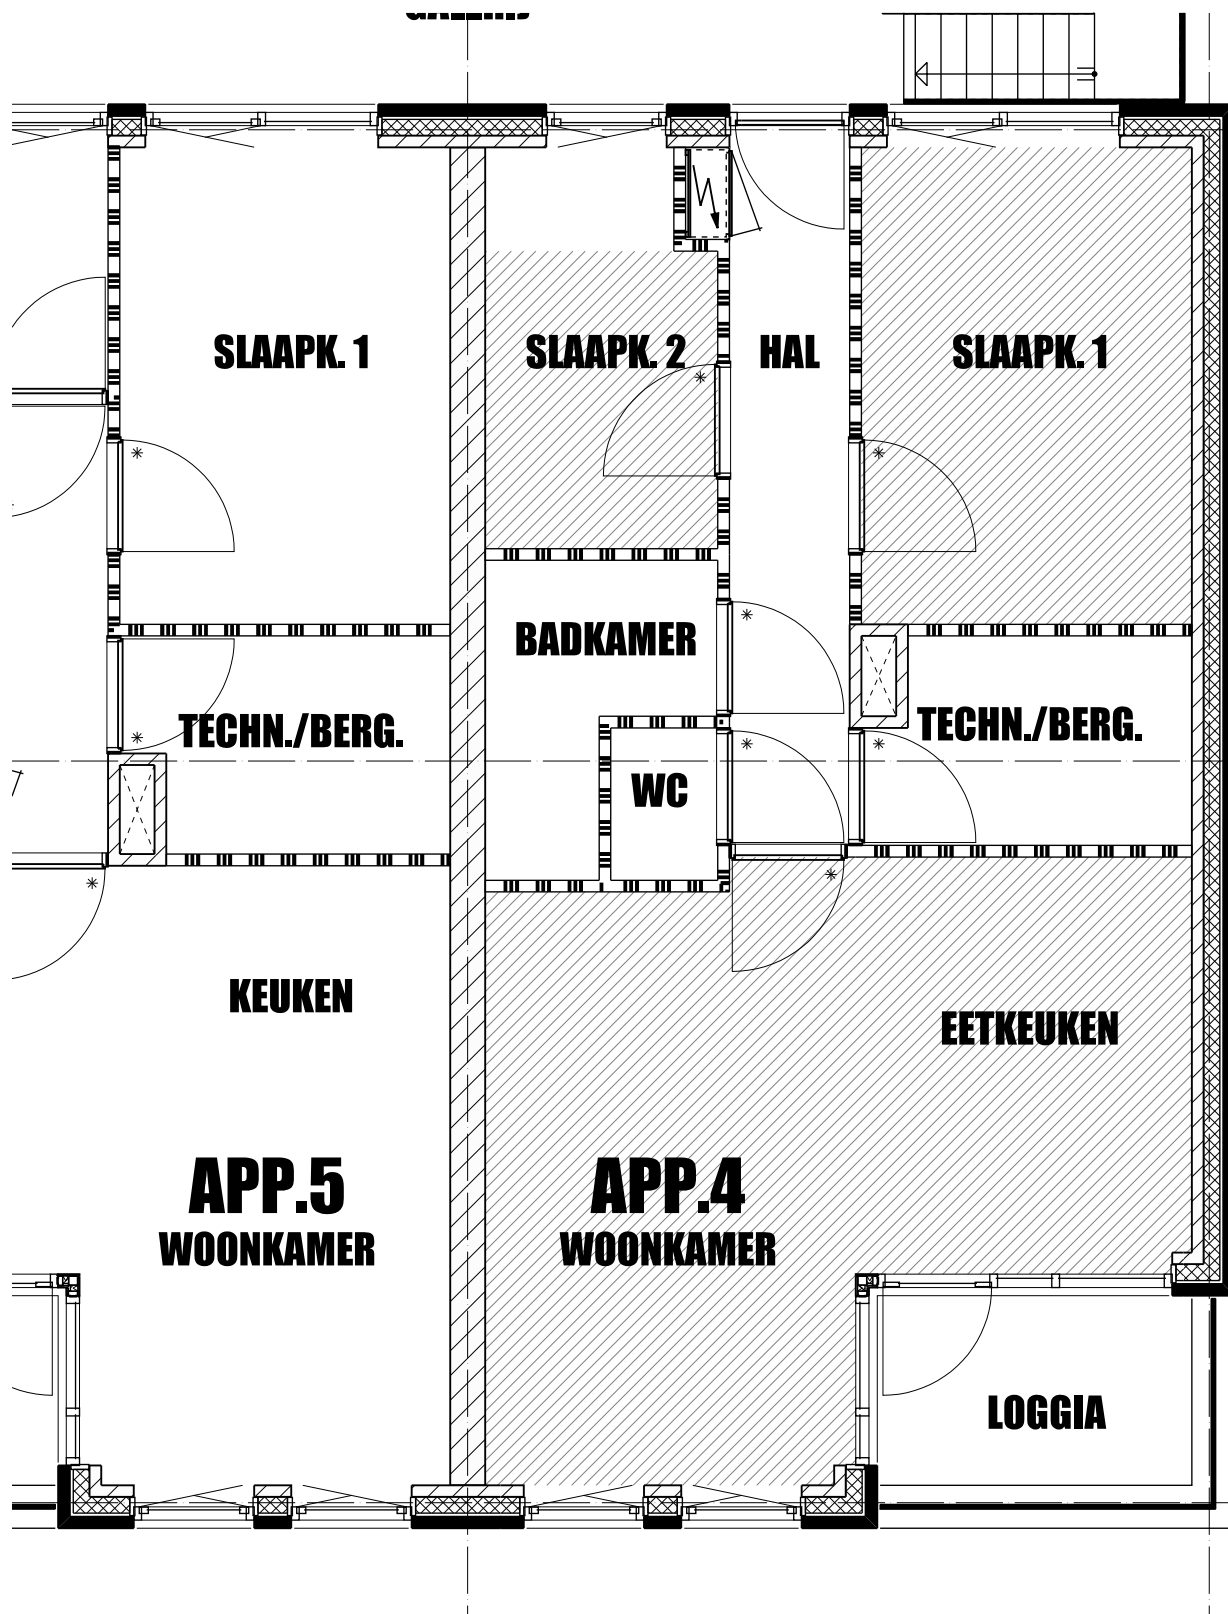 SLAAPK. 1
SLAAPK. 2
HAL
SLAAPK. 1
BADKAMER
TECHN./BERG.
TECHN./BERG.
WC
KEUKEN
EETKEUKEN
APP.5
WOONKAMER
APP.4
WOONKAMER
LOGGIA